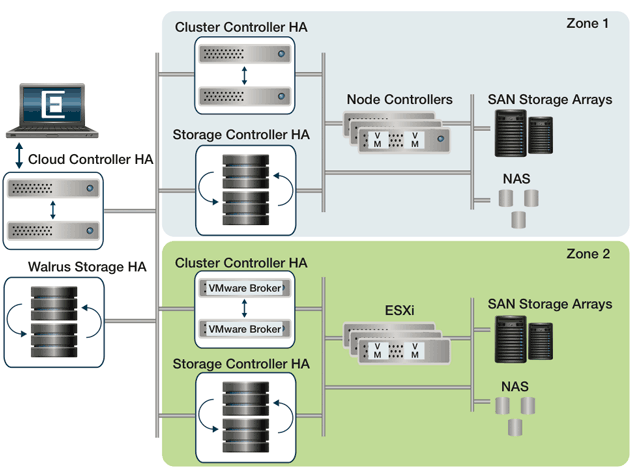 Zone 1
Cluster Controller HA
Node Controllers
SAN Storage Arrays
V
M
V
M
Storage Controller HA
NAS
E
Cloud Controller HA
Walrus Storage HA
Zone 2
Cluster Controller HA
VMware Broker
VMware Broker
ESXi
SAN Storage Arrays
V
M
V
M
Storage Controller HA
NAS